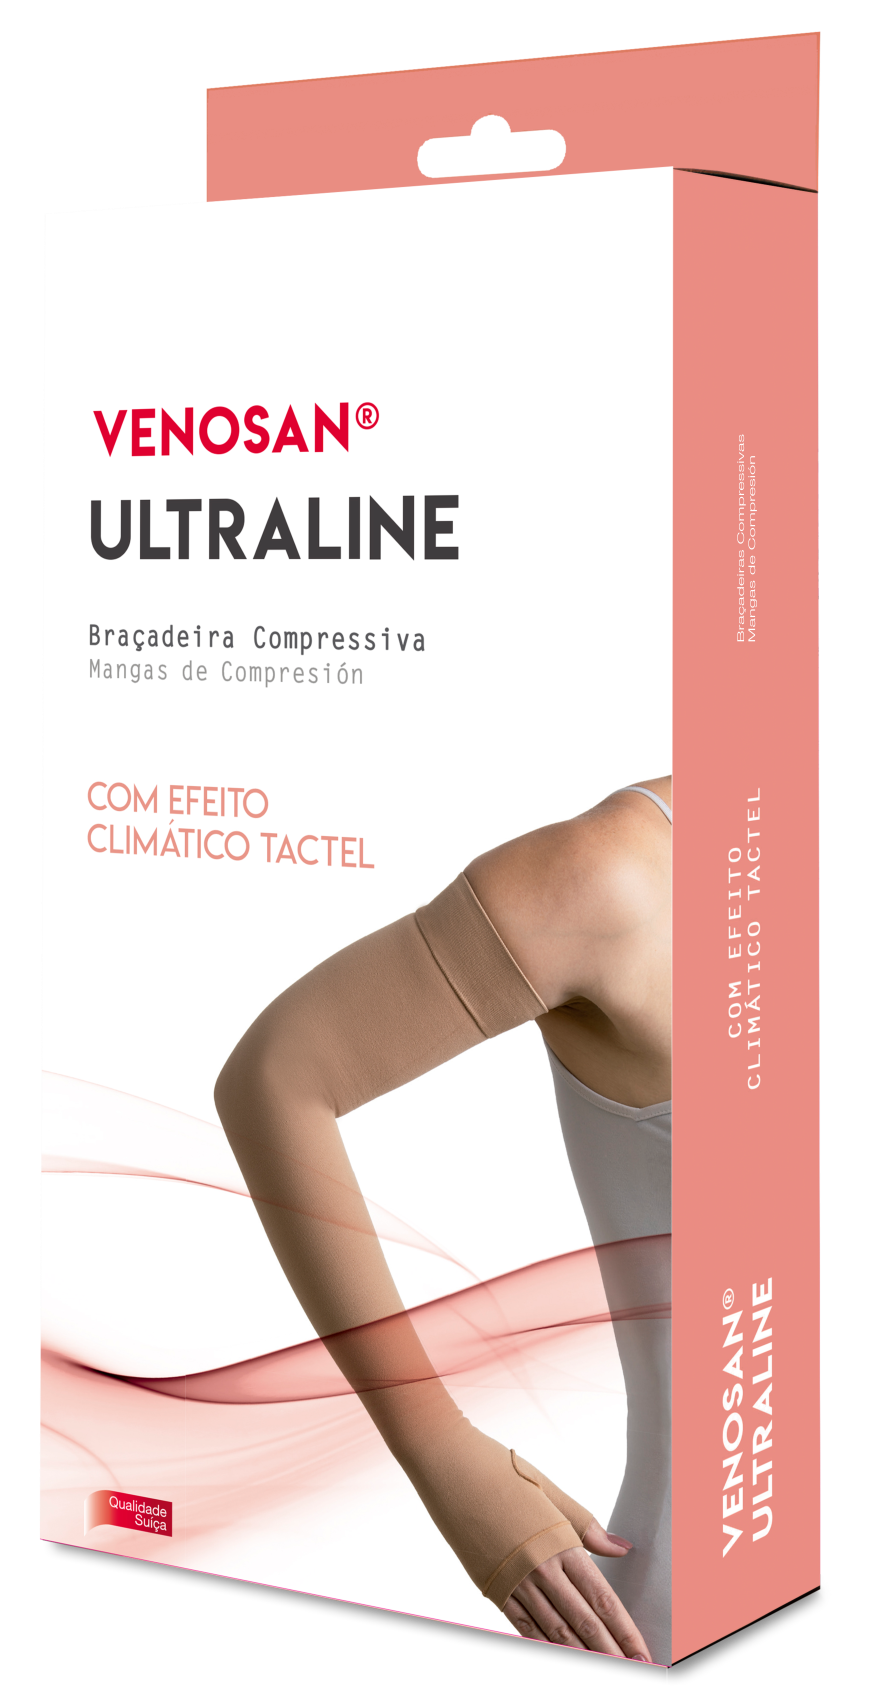 VENOSAN®
ULTRALINE
Braçadeira Compressiva
Mangas de Compresión
COM EFEITO
CLIMÁTICO TACTEL
Qualidade
Suíça
Braçadeiras Compressivas
Mangas de Compresión
COM EFEITO
CLIMÁTICO TACTEL
VENOSAN®
ULTRALINE